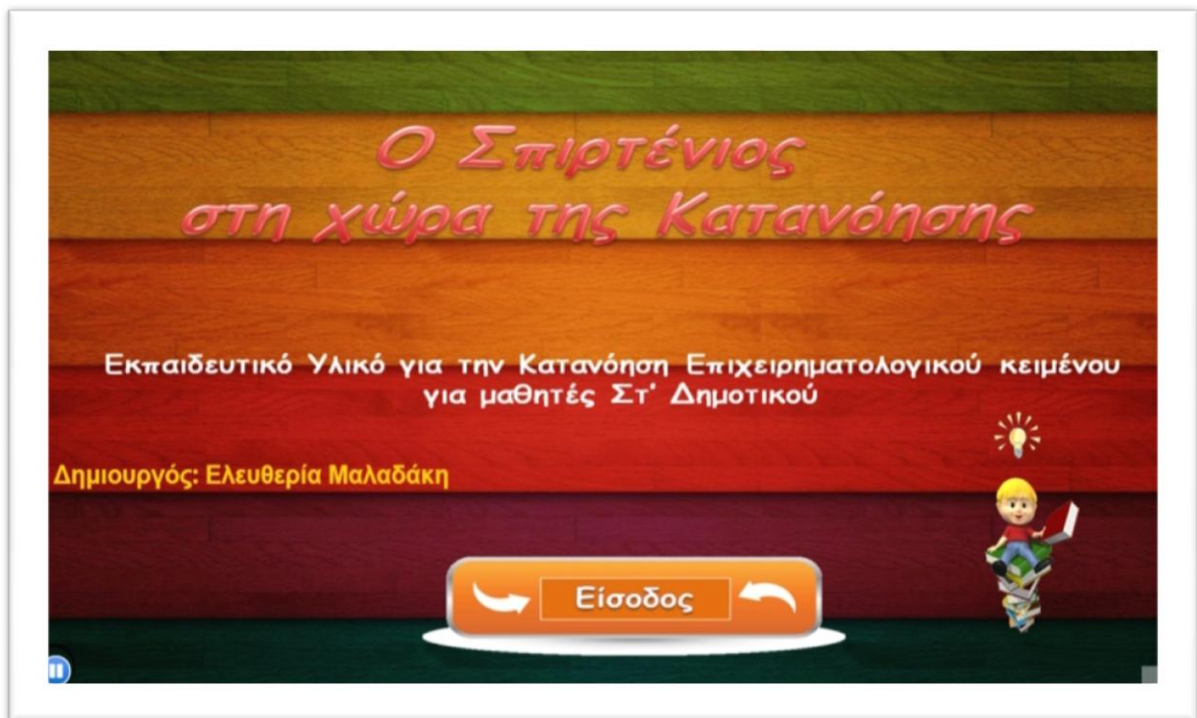 Ο Σπιρτένιος
στη χώρα της Κατανόησης
Εκπαιδευτικό Υλικό για την Κατανόηση Επιχειρηματολογικού κειμένου
για μαθητές Στ' Δημοτικού
Δημιουργός: Ελευθερία Μαλαδάκη
Είσοδος